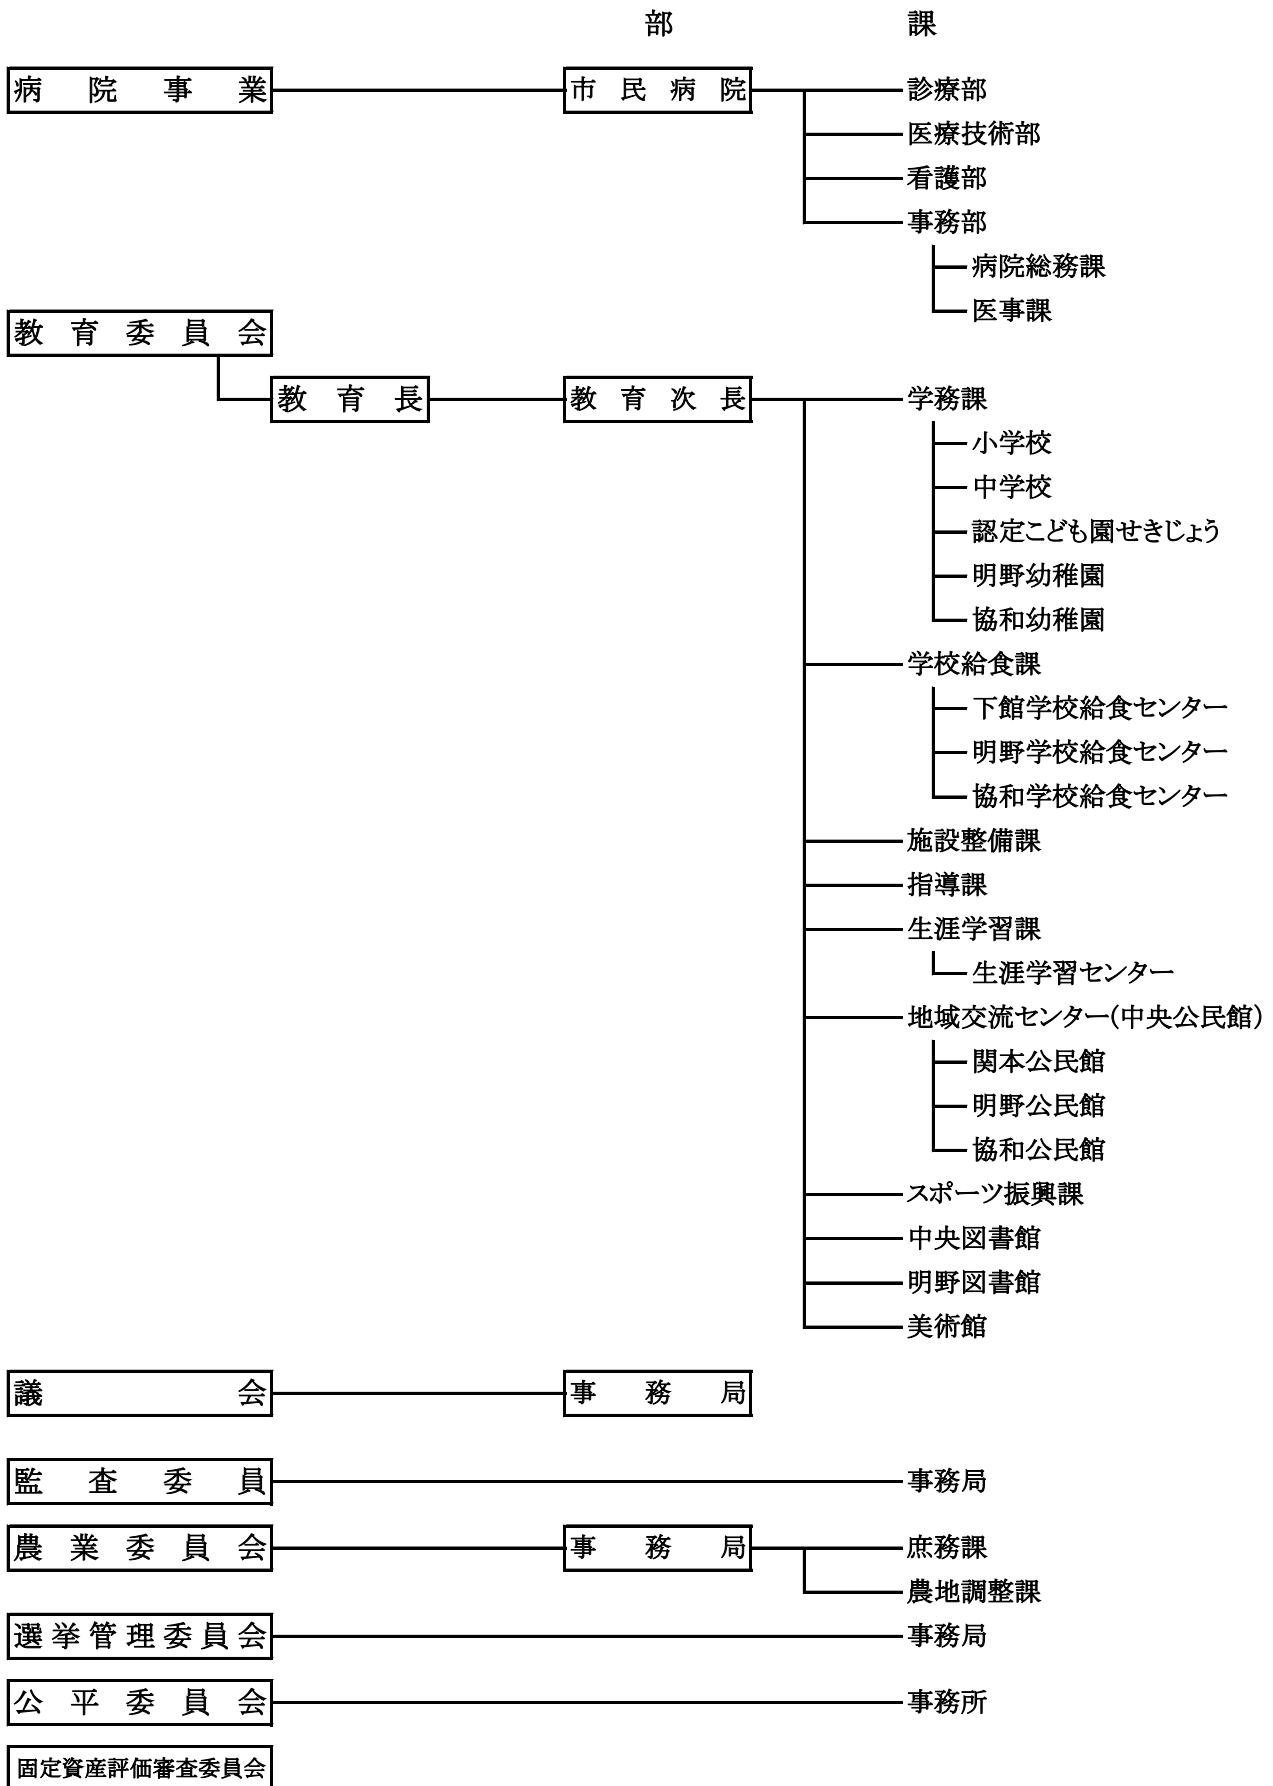 部 課
病院事業 市民病院 診療部
医療技術部
看護部
事務部
病院総務課
医事課
教育委員会
教育長 教育次長 学務課
小学校
中学校
認定こども園せきじょう
明野幼稚園
協和幼稚園
学校給食課
下館学校給食センター
明野学校給食センター
協和学校給食センター
施設整備課
指導課
生涯学習課
生涯学習センター
地域交流センター(中央公民館)
関本公民館
明野公民館
協和公民館
スポーツ振興課
中央図書館
明野図書館
美術館
議会 事務局
監査委員 事務局
農業委員会 事務局 庶務課
農地調整課
選挙管理委員会 事務局
公平委員会 事務所
固定資産評価審査委員会